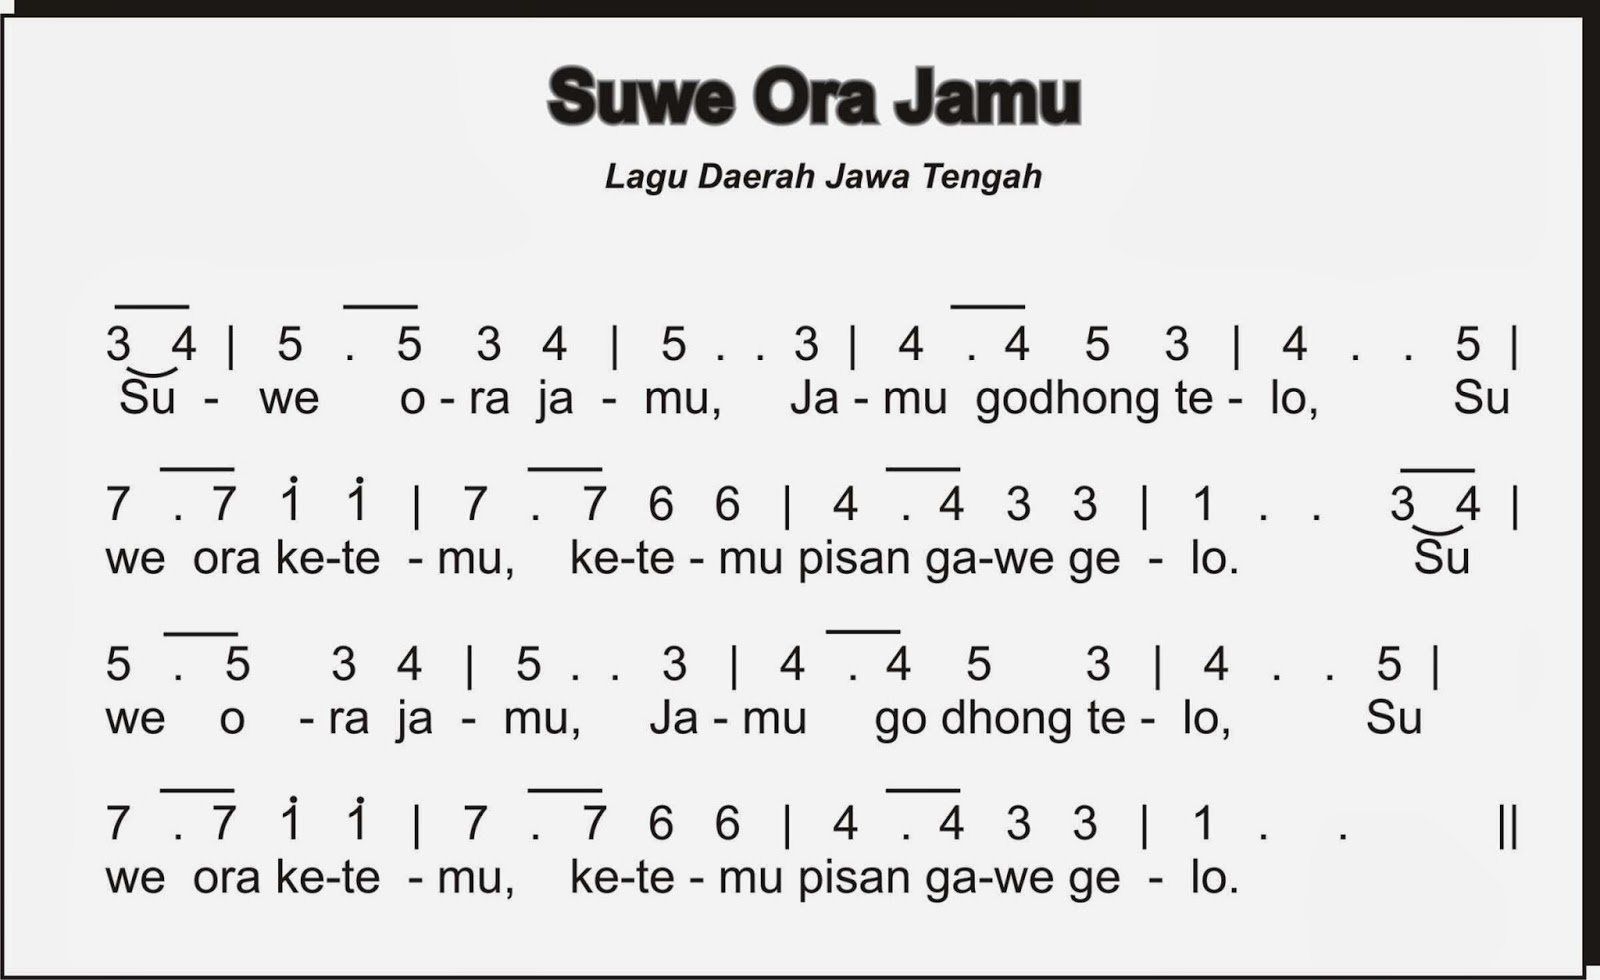 Suwe Ora Jamu
Lagu Daerah Jawa Tengah
3 4 | 5 . 5 3 4 | 5 . . 3 | 4 . 4 5 3 | 4 . . 5 |
Su - we o - ra ja - mu, Ja - mu godhong te - lo, Su
7 . 7 1̇ 1̇ | 7 . 7 6 6 | 4 . 4 3 3 | 1 . . 3 4 |
we ora ke-te - mu, ke-te - mu pisan ga-we ge - lo. Su
5 . 5 3 4 | 5 . . 3 | 4 . 4 5 3 | 4 . . 5 |
we o - ra ja - mu, Ja - mu go dhong te - lo, Su
7 . 7 1̇ 1̇ | 7 . 7 6 6 | 4 . 4 3 3 | 1 . . ||
we ora ke-te - mu, ke-te - mu pisan ga-we ge - lo.